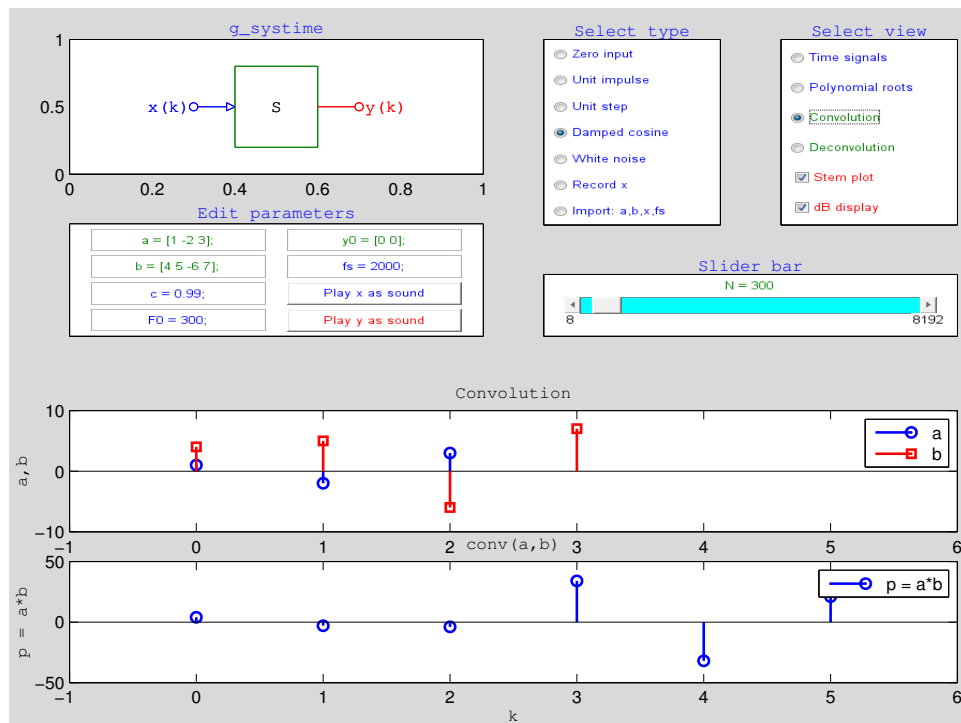 g_systime
1
0.5
0
0
0.2
0.4
0.6
0.8
1
x(k)
S
y(k)
Select type
Zero input
Unit impulse
Unit step
Damped cosine
White noise
Record x
Import: a,b,x,fs
Select view
Time signals
Polynomial roots
Convolution
Deconvolution
Stem plot
dB display
Edit parameters
a = [1 -2 3];
y0 = [0 0];
b = [4 5 -6 7];
fs = 2000;
c = 0.99;
Play x as sound
F0 = 300;
Play y as sound
Slider bar
N = 300
8
8192
Convolution
10
0
−10
a,b
a
b
−1
0
1
2
3
4
5
6
conv(a,b)
50
0
−50
p = a*b
p = a*b
−1
0
1
2
3
4
5
6
k